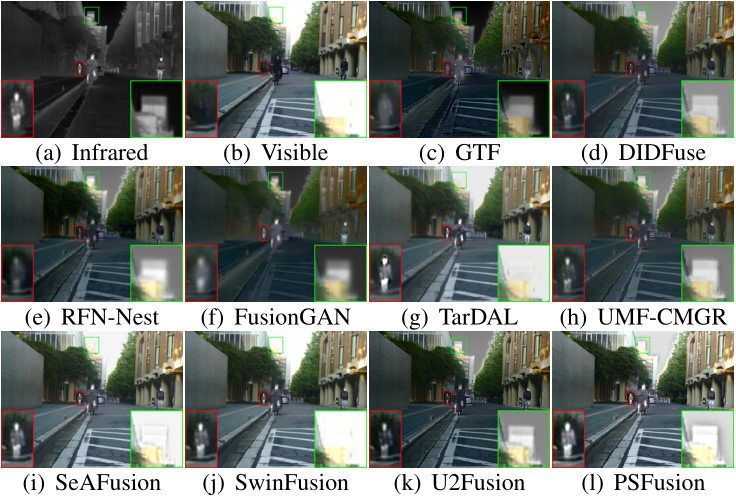 (a) Infrared (b) Visible (c) GTF (d) DIDFuse
(e) RFN-Nest (f) FusionGAN (g) TarDAL (h) UMF-CMGR
(i) SeAFusion (j) SwinFusion (k) U2Fusion (l) PSFusion